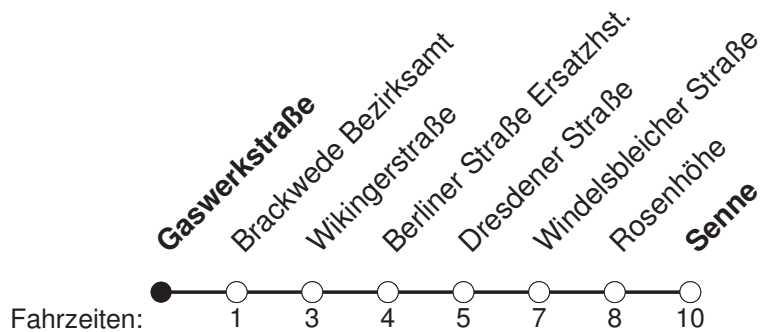 Gaswerkstraße
Brackwede Bezirksamt
Wikingerstraße
Berliner Straße Ersatzhst.
Dresdener Straße
Windelsbleicher Straße
Rosenhöhe
Senne
Fahrzeiten: 1 3 4 5 7 8 10